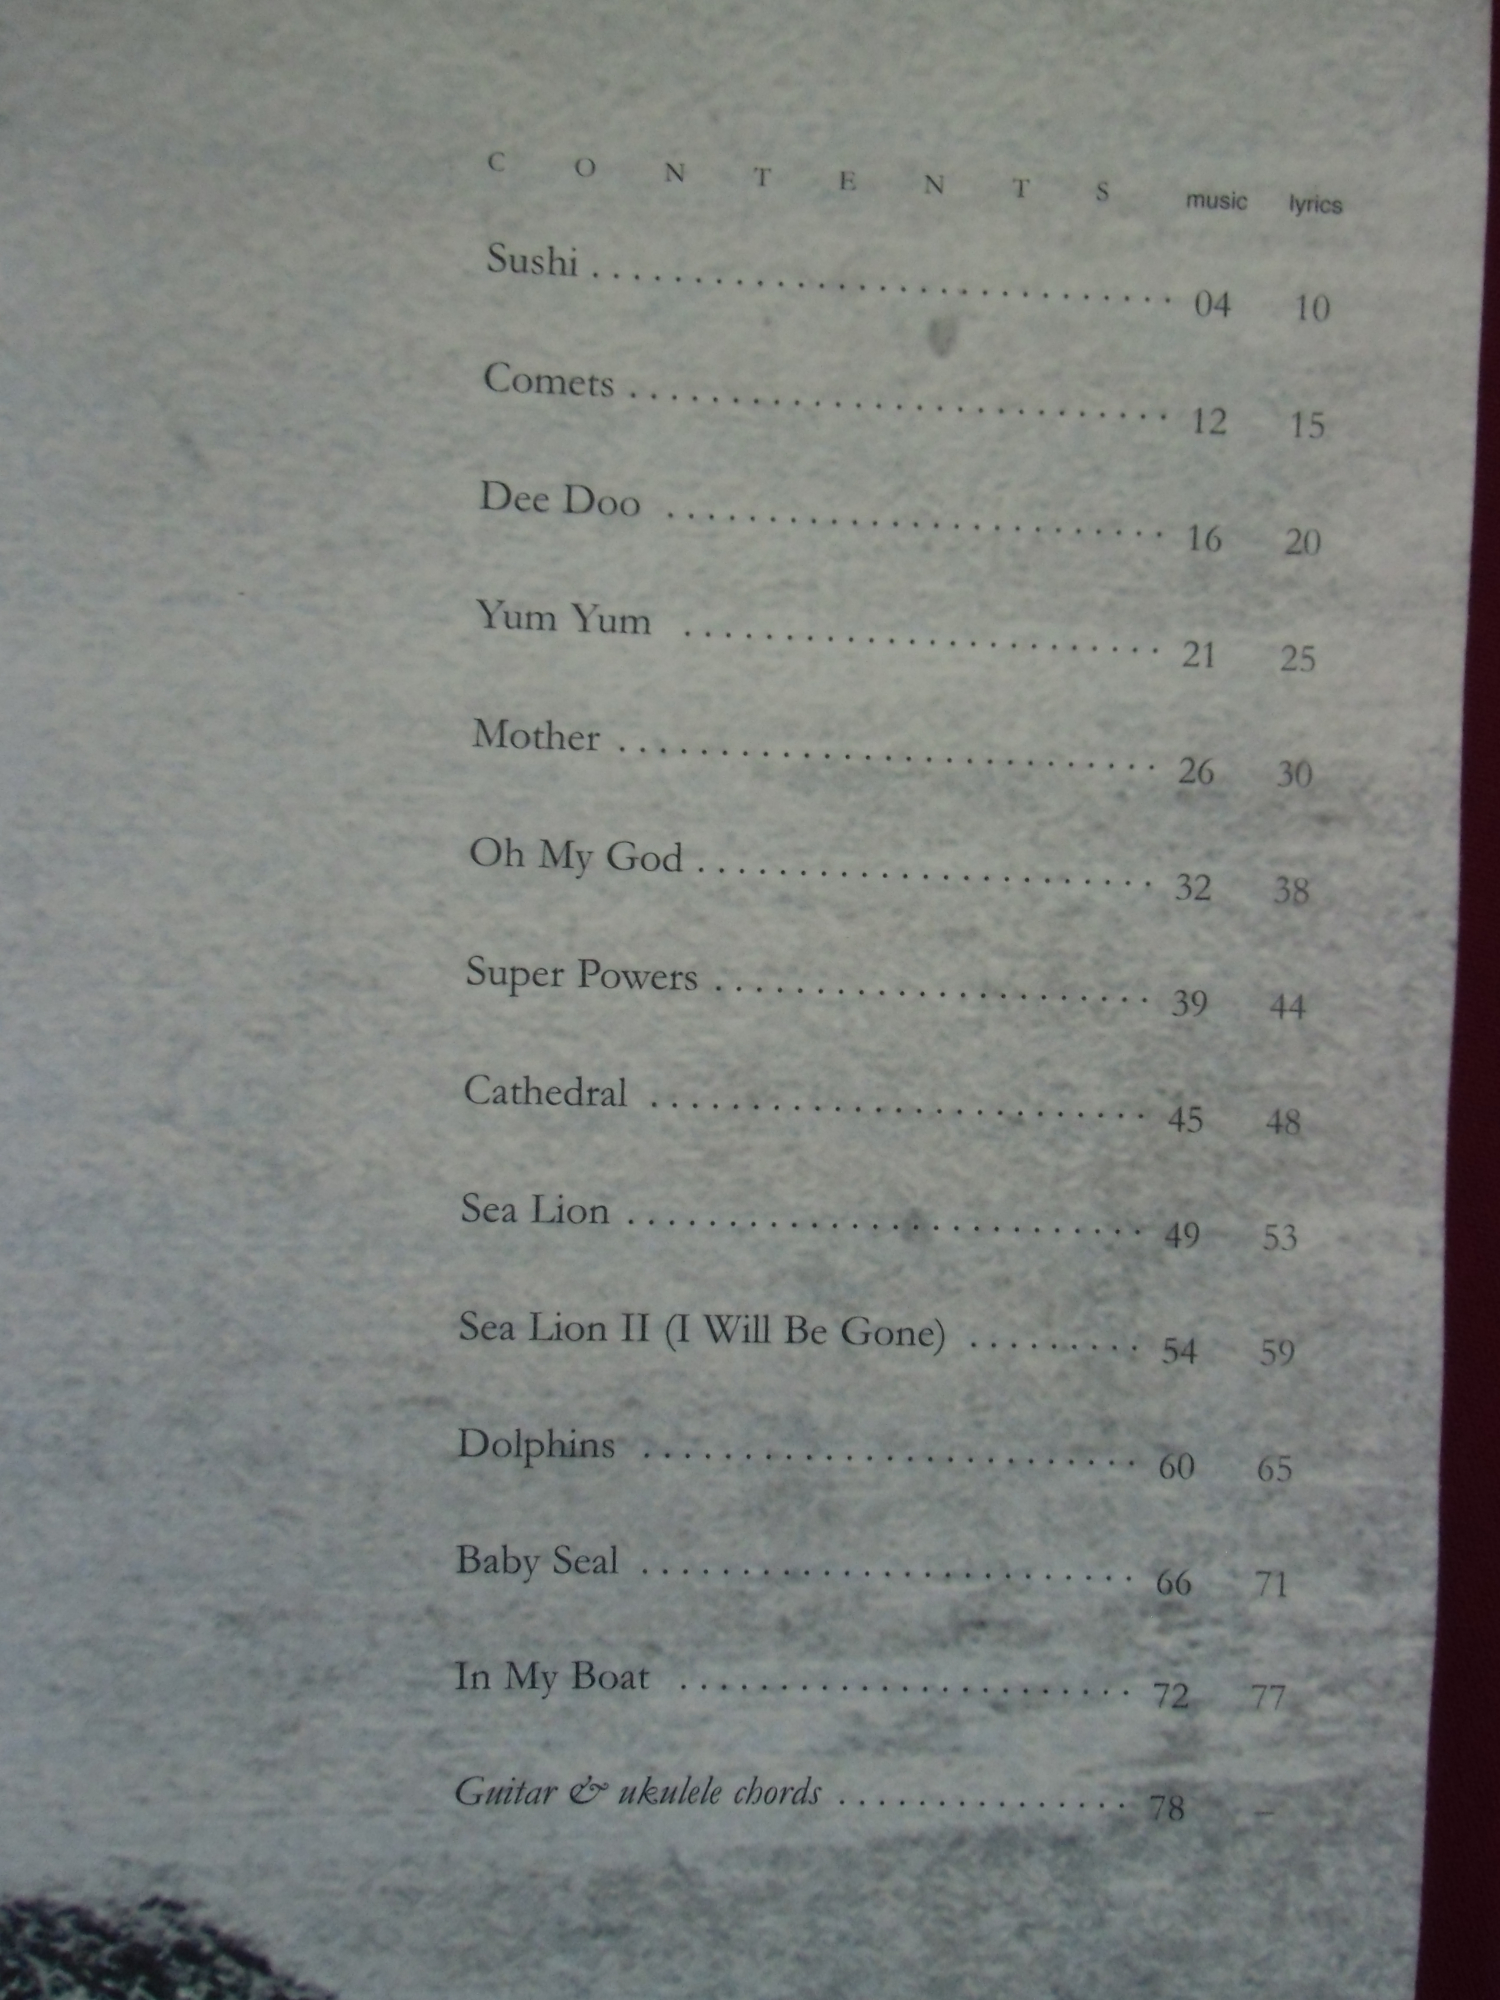 C O N T E N T S music lyrics
Sushi .............................. 04 10
Comets ........................... 12 15
Dee Doo ......................... 16 20
Yum Yum ........................ 21 25
Mother ........................... 26 30
Oh My God ....................... 32 38
Super Powers ...................... 39 44
Cathedral ......................... 45 48
Sea Lion .......................... 49 53
Sea Lion II (I Will Be Gone) ......... 54 59
Dolphins ......................... 60 65
Baby Seal ......................... 66 71
In My Boat ....................... 72 77
Guitar & ukulele chords ............... 78 –